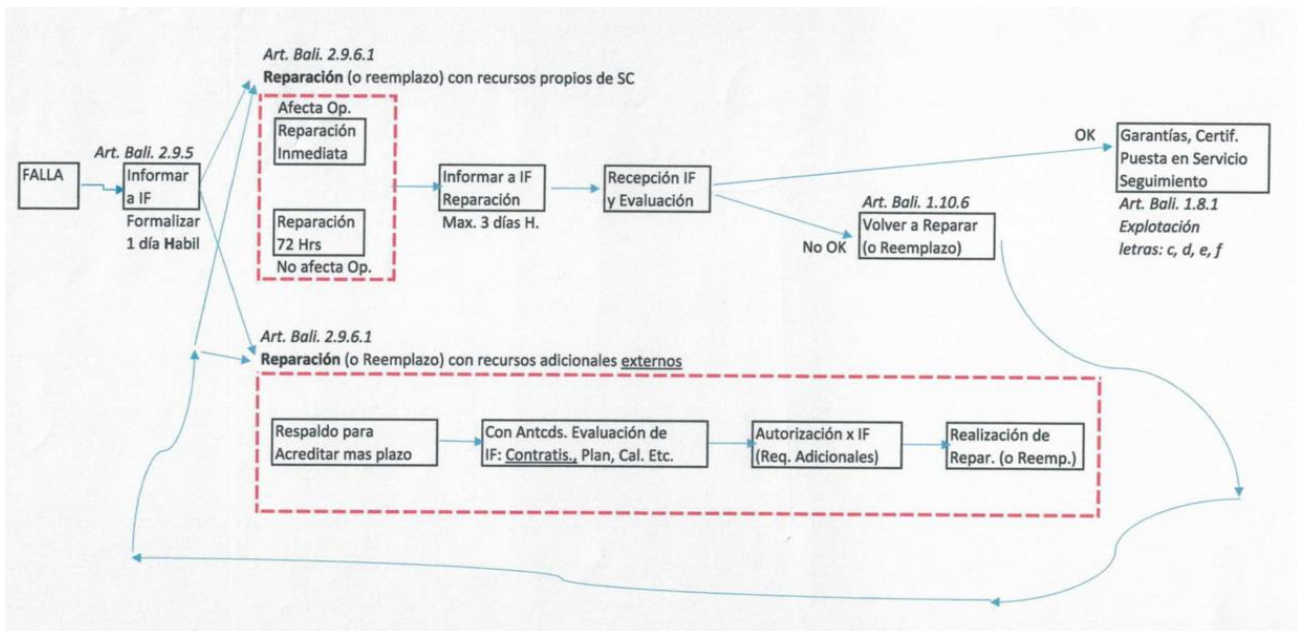 Art. Bali. 2.9.6.1
Reparación (o reemplazo) con recursos propios de SC
Afecta Op.
Reparación
Inmediata
Reparación
72 Hrs
No afecta Op.
FALLA
Art. Bali. 2.9.5
Informar
a IF
Formalizar
1 día Habil
Informar a IF
Reparación
Max. 3 días H.
Recepción IF
y Evaluación
OK
Garantías, Certif.
Puesta en Servicio
Seguimiento
Art. Bali. 1.8.1
Explotación
letras: c, d, e, f
No OK
Art. Bali. 1.10.6
Volver a Reparar
(o Reemplazo)
Art. Bali. 2.9.6.1
Reparación (o Reemplazo) con recursos adicionales externos
Respaldo para
Acreditar mas plazo
Con Antcds. Evaluación de
IF: Contratis., Plan, Cal. Etc.
Autorización x IF
(Req. Adicionales)
Realización de
Repar. (o Reemp.)